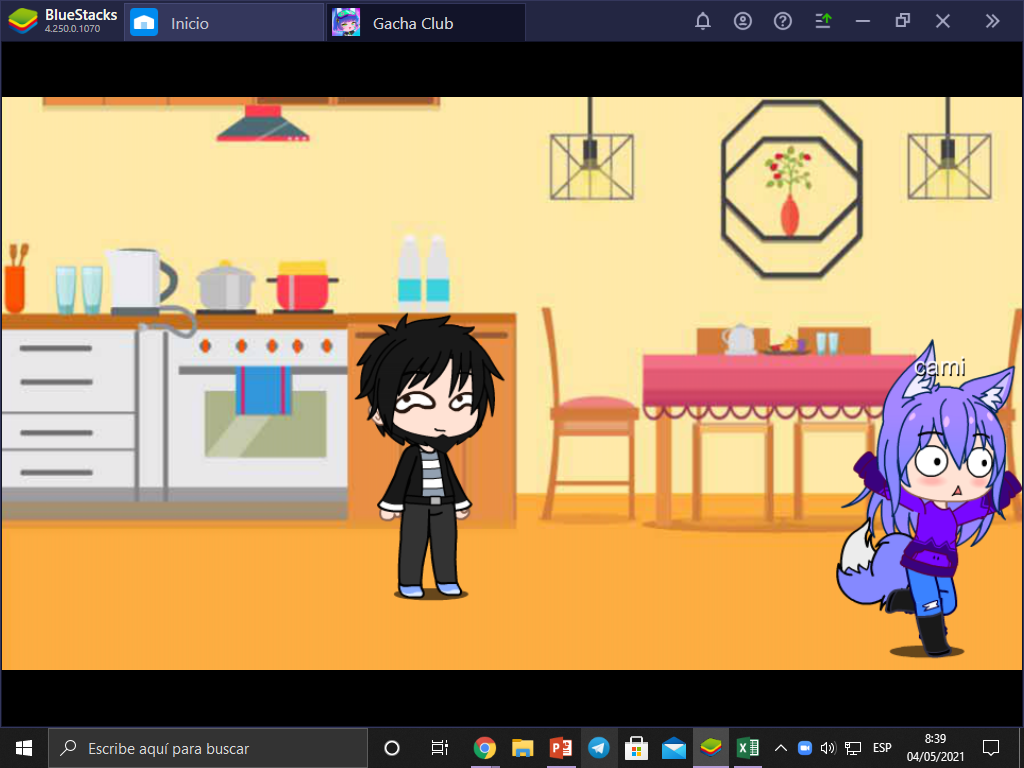 BlueStacks
4.250.0.1070
Inicio
Gacha Club
cami
Escribe aquí para buscar
ESP
8:39
04/05/2021